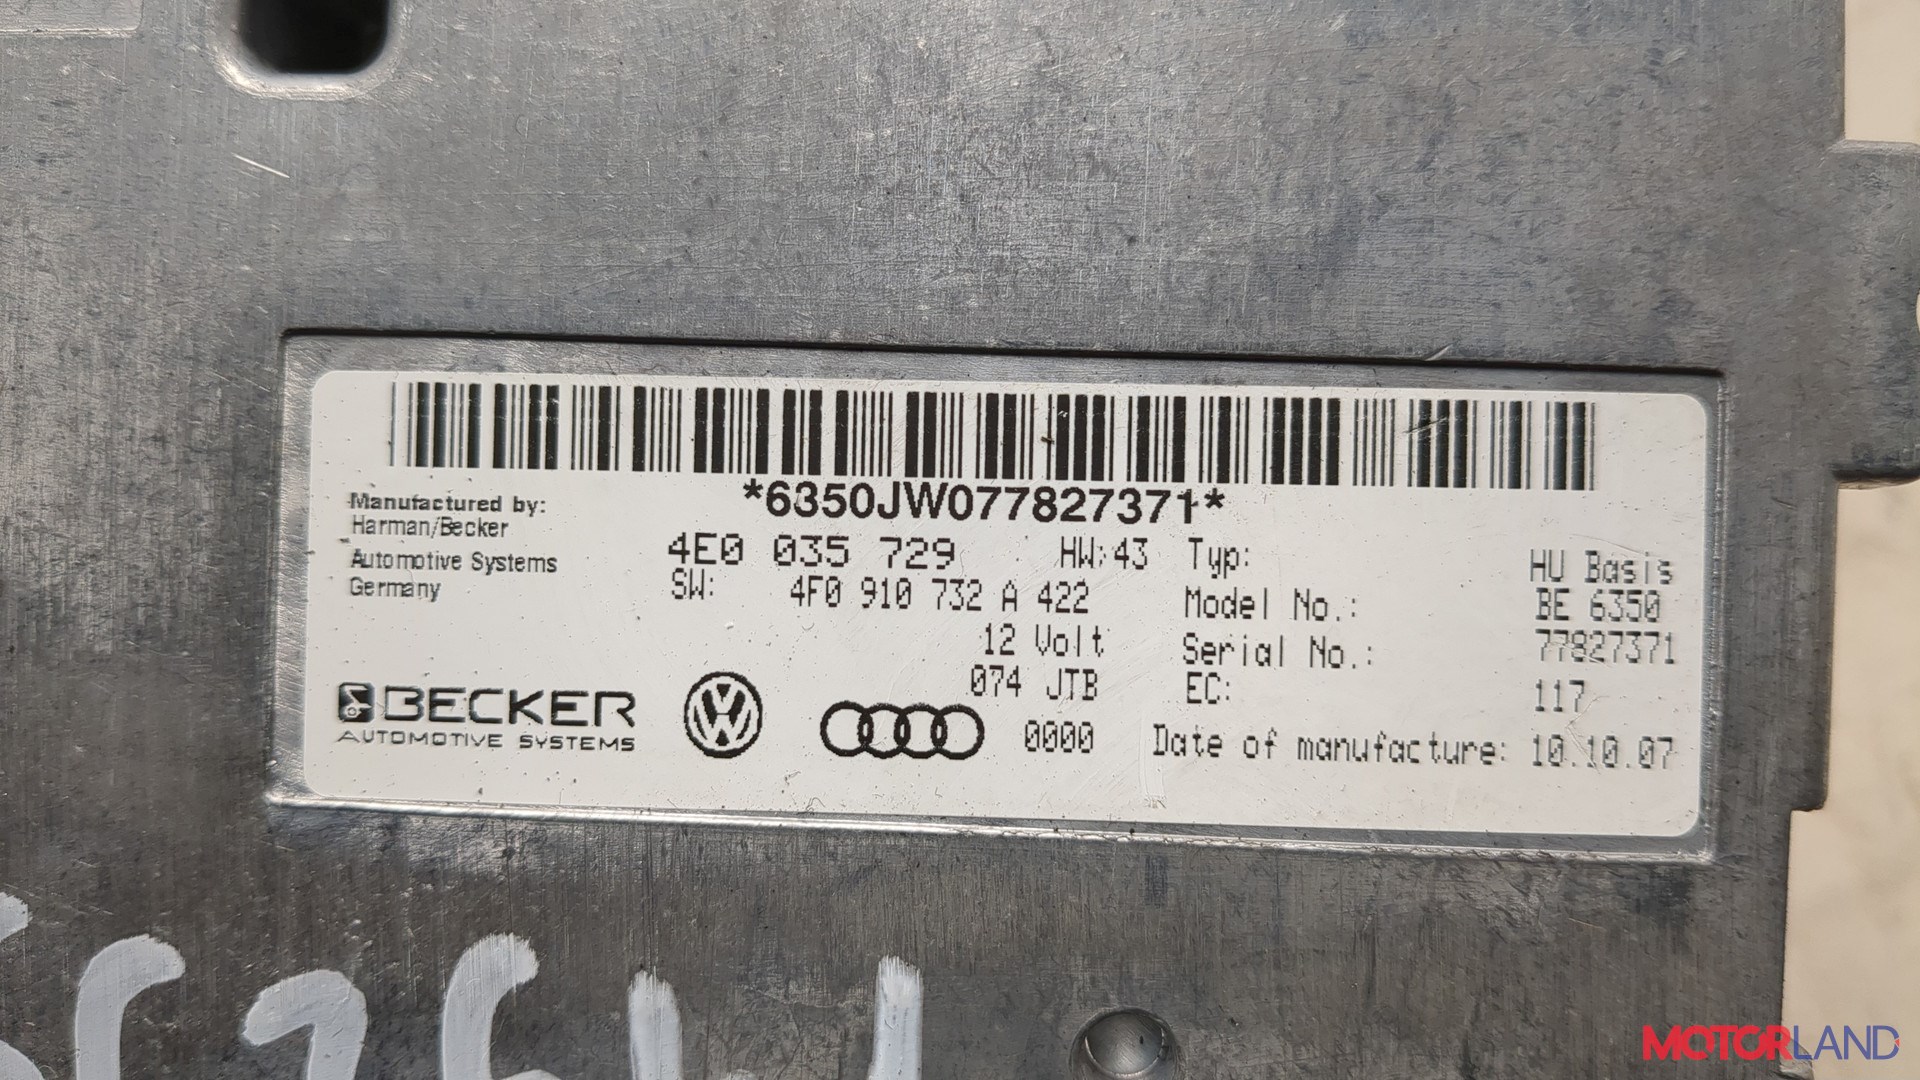 *6350JW077827371*
Manufactured by:
Harman/Becker
Automotive Systems
Germany
4E0 035 729 HW:43
SW: 4F0 910 732 A 422
12 Volt
074 JTB
0000
Typ: HU Basis
Model No.: BE 6350
Serial No.: 77827371
EC: 117
Date of manufacture: 10.10.07
BECKER
AUTOMOTIVE SYSTEMS
MOTORLAND